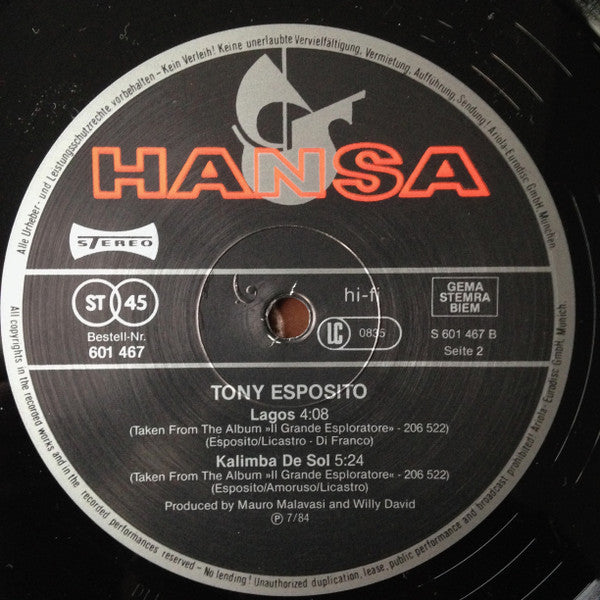 Alle Urheber- und Leistungsschutzrechte vorbehalten - Kein Verleih! Keine unerlaubte Vervielfältigung, Vermietung, Aufführung, Sendung! Ariola-Eurodisc GmbH, München.
HANSA
STEREO
ST 45
Bestell-Nr.
601 467
hi-fi
LC 0835
GEMA
STEMRA
BIEM
S 601 467 B
Seite 2
TONY ESPOSITO
Lagos 4:08
(Taken From The Album »Il Grande Esploratore« - 206 522)
(Esposito/Licastro - Di Franco)
Kalimba De Sol 5:24
(Taken From The Album »Il Grande Esploratore« - 206 522)
(Esposito/Amoruso/Licastro)
Produced by Mauro Malavasi and Willy David
Ⓟ 7/84
All copyrights in the recorded works and in the recorded performances reserved - No lending! Unauthorized duplication, lease, public performance and broadcast prohibited! Ariola-Eurodisc GmbH, Munich.